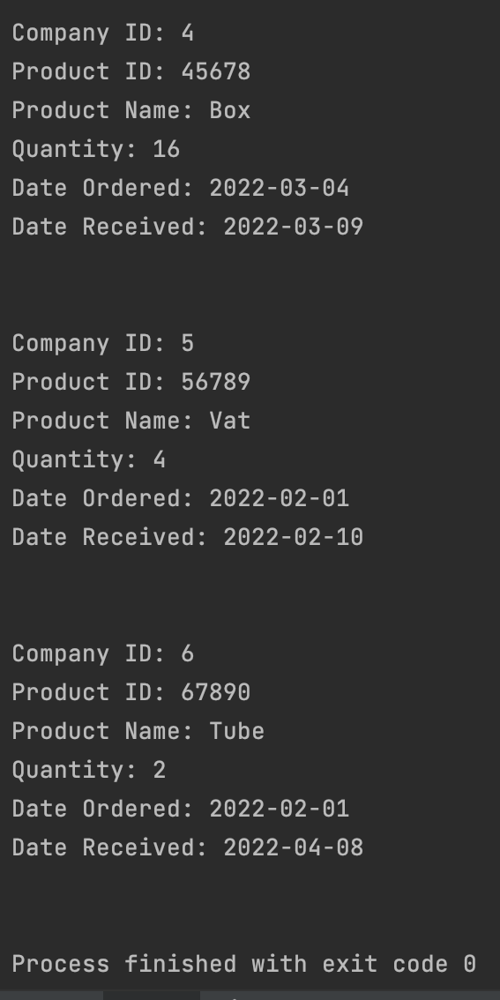 Company ID: 4
Product ID: 45678
Product Name: Box
Quantity: 16
Date Ordered: 2022-03-04
Date Received: 2022-03-09
Company ID: 5
Product ID: 56789
Product Name: Vat
Quantity: 4
Date Ordered: 2022-02-01
Date Received: 2022-02-10
Company ID: 6
Product ID: 67890
Product Name: Tube
Quantity: 2
Date Ordered: 2022-02-01
Date Received: 2022-04-08
Process finished with exit code 0